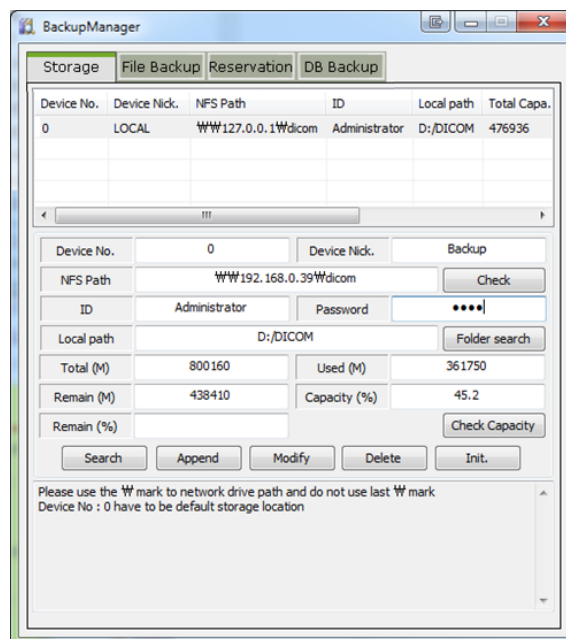 BackupManager
Storage File Backup Reservation DB Backup
Device No. Device Nick. NFS Path ID Local path Total Capa.
0 LOCAL ₩₩127.0.0.1₩dicom Administrator D:/DICOM 476936
Device No. 0 Device Nick. Backup
NFS Path ₩₩192.168.0.39₩dicom Check
ID Administrator Password ●●●●
Local path D:/DICOM Folder search
Total (M) 800160 Used (M) 361750
Remain (M) 438410 Capacity (%) 45.2
Remain (%) Check Capacity
Search Append Modify Delete Init.
Please use the ₩ mark to network drive path and do not use last ₩ mark
Device No : 0 have to be default storage location